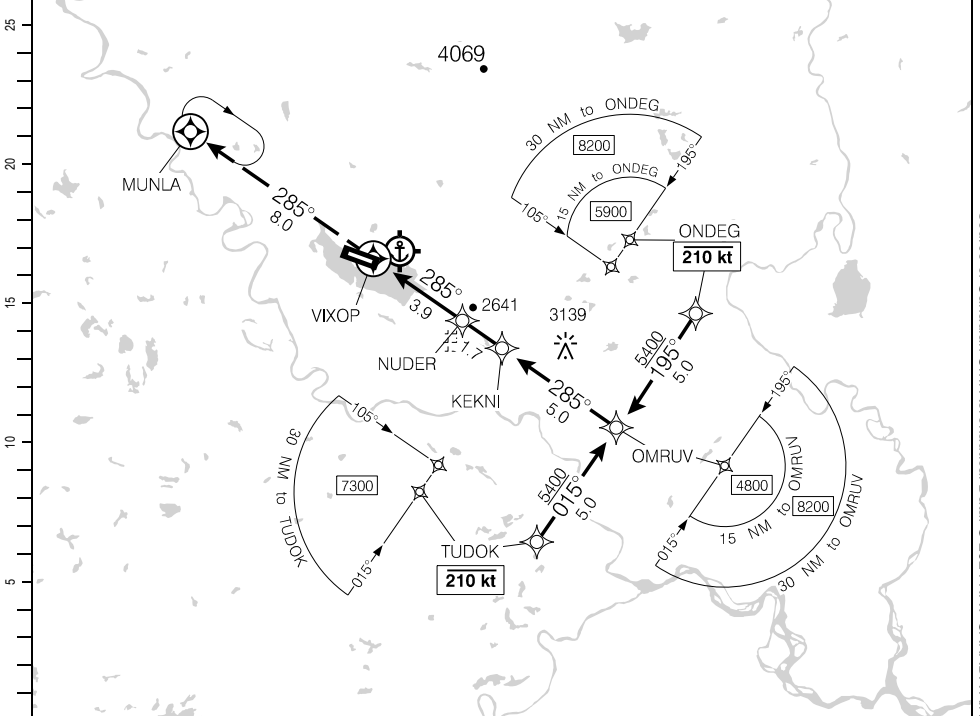 25
20
15
10
5
4069
MUNLA
285°
8.0
VIXOP
285°
3.9
2641
NUDER
1.7
KEKNI
3139
285°
5.0
30 NM to ONDEG
8200
15 NM to ONDEG
5900
105°
195°
ONDEG
210 kt
5400
195°
5.0
OMRUV
195°
4800
8200
015°
15 NM to OMRUV
30 NM to OMRUV
5400
015°
5.0
105°
30 NM to TUDOK
7300
015°
TUDOK
210 kt